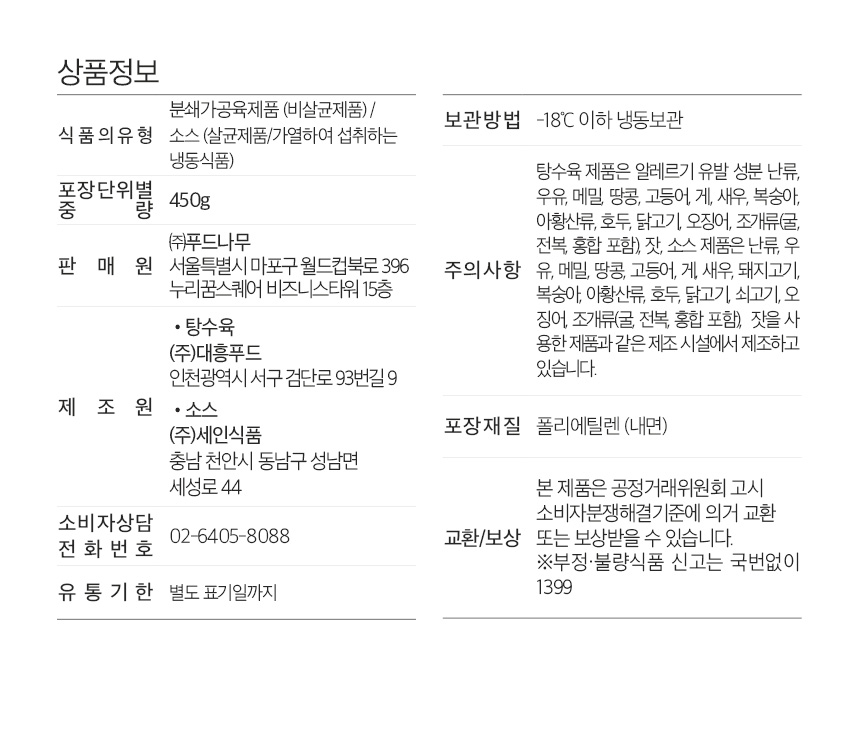 상품정보
식품의유형
분쇄가공육제품 (비살균제품) /
소스 (살균제품/가열하여 섭취하는
냉동식품)
포장단위별
중 량
450g
판 매 원
㈜푸드나무
서울특별시 마포구 월드컵북로 396
누리꿈스퀘어 비즈니스타워 15층
제 조 원
• 탕수육
(주)대흥푸드
인천광역시 서구 검단로 93번길 9
• 소스
(주)세인식품
충남 천안시 동남구 성남면
세성로 44
소비자상담
전 화 번 호
02-6405-8088
유 통 기 한
별도 표기일까지
보관방법
-18℃ 이하 냉동보관
주의사항
탕수육 제품은 알레르기 유발 성분 난류,
우유, 메밀, 땅콩, 고등어, 게, 새우, 복숭아,
아황산류, 호두, 닭고기, 오징어, 조개류(굴,
전복, 홍합 포함), 잣, 소스 제품은 난류, 우
유, 메밀, 땅콩, 고등어, 게, 새우, 돼지고기,
복숭아, 아황산류, 호두, 닭고기, 쇠고기, 오
징어, 조개류(굴, 전복, 홍합 포함), 잣을 사
용한 제품과 같은 제조 시설에서 제조하고
있습니다.
포장재질
폴리에틸렌 (내면)
교환/보상
본 제품은 공정거래위원회 고시
소비자분쟁해결기준에 의거 교환
또는 보상받을 수 있습니다.
※부정·불량식품 신고는 국번없이
1399